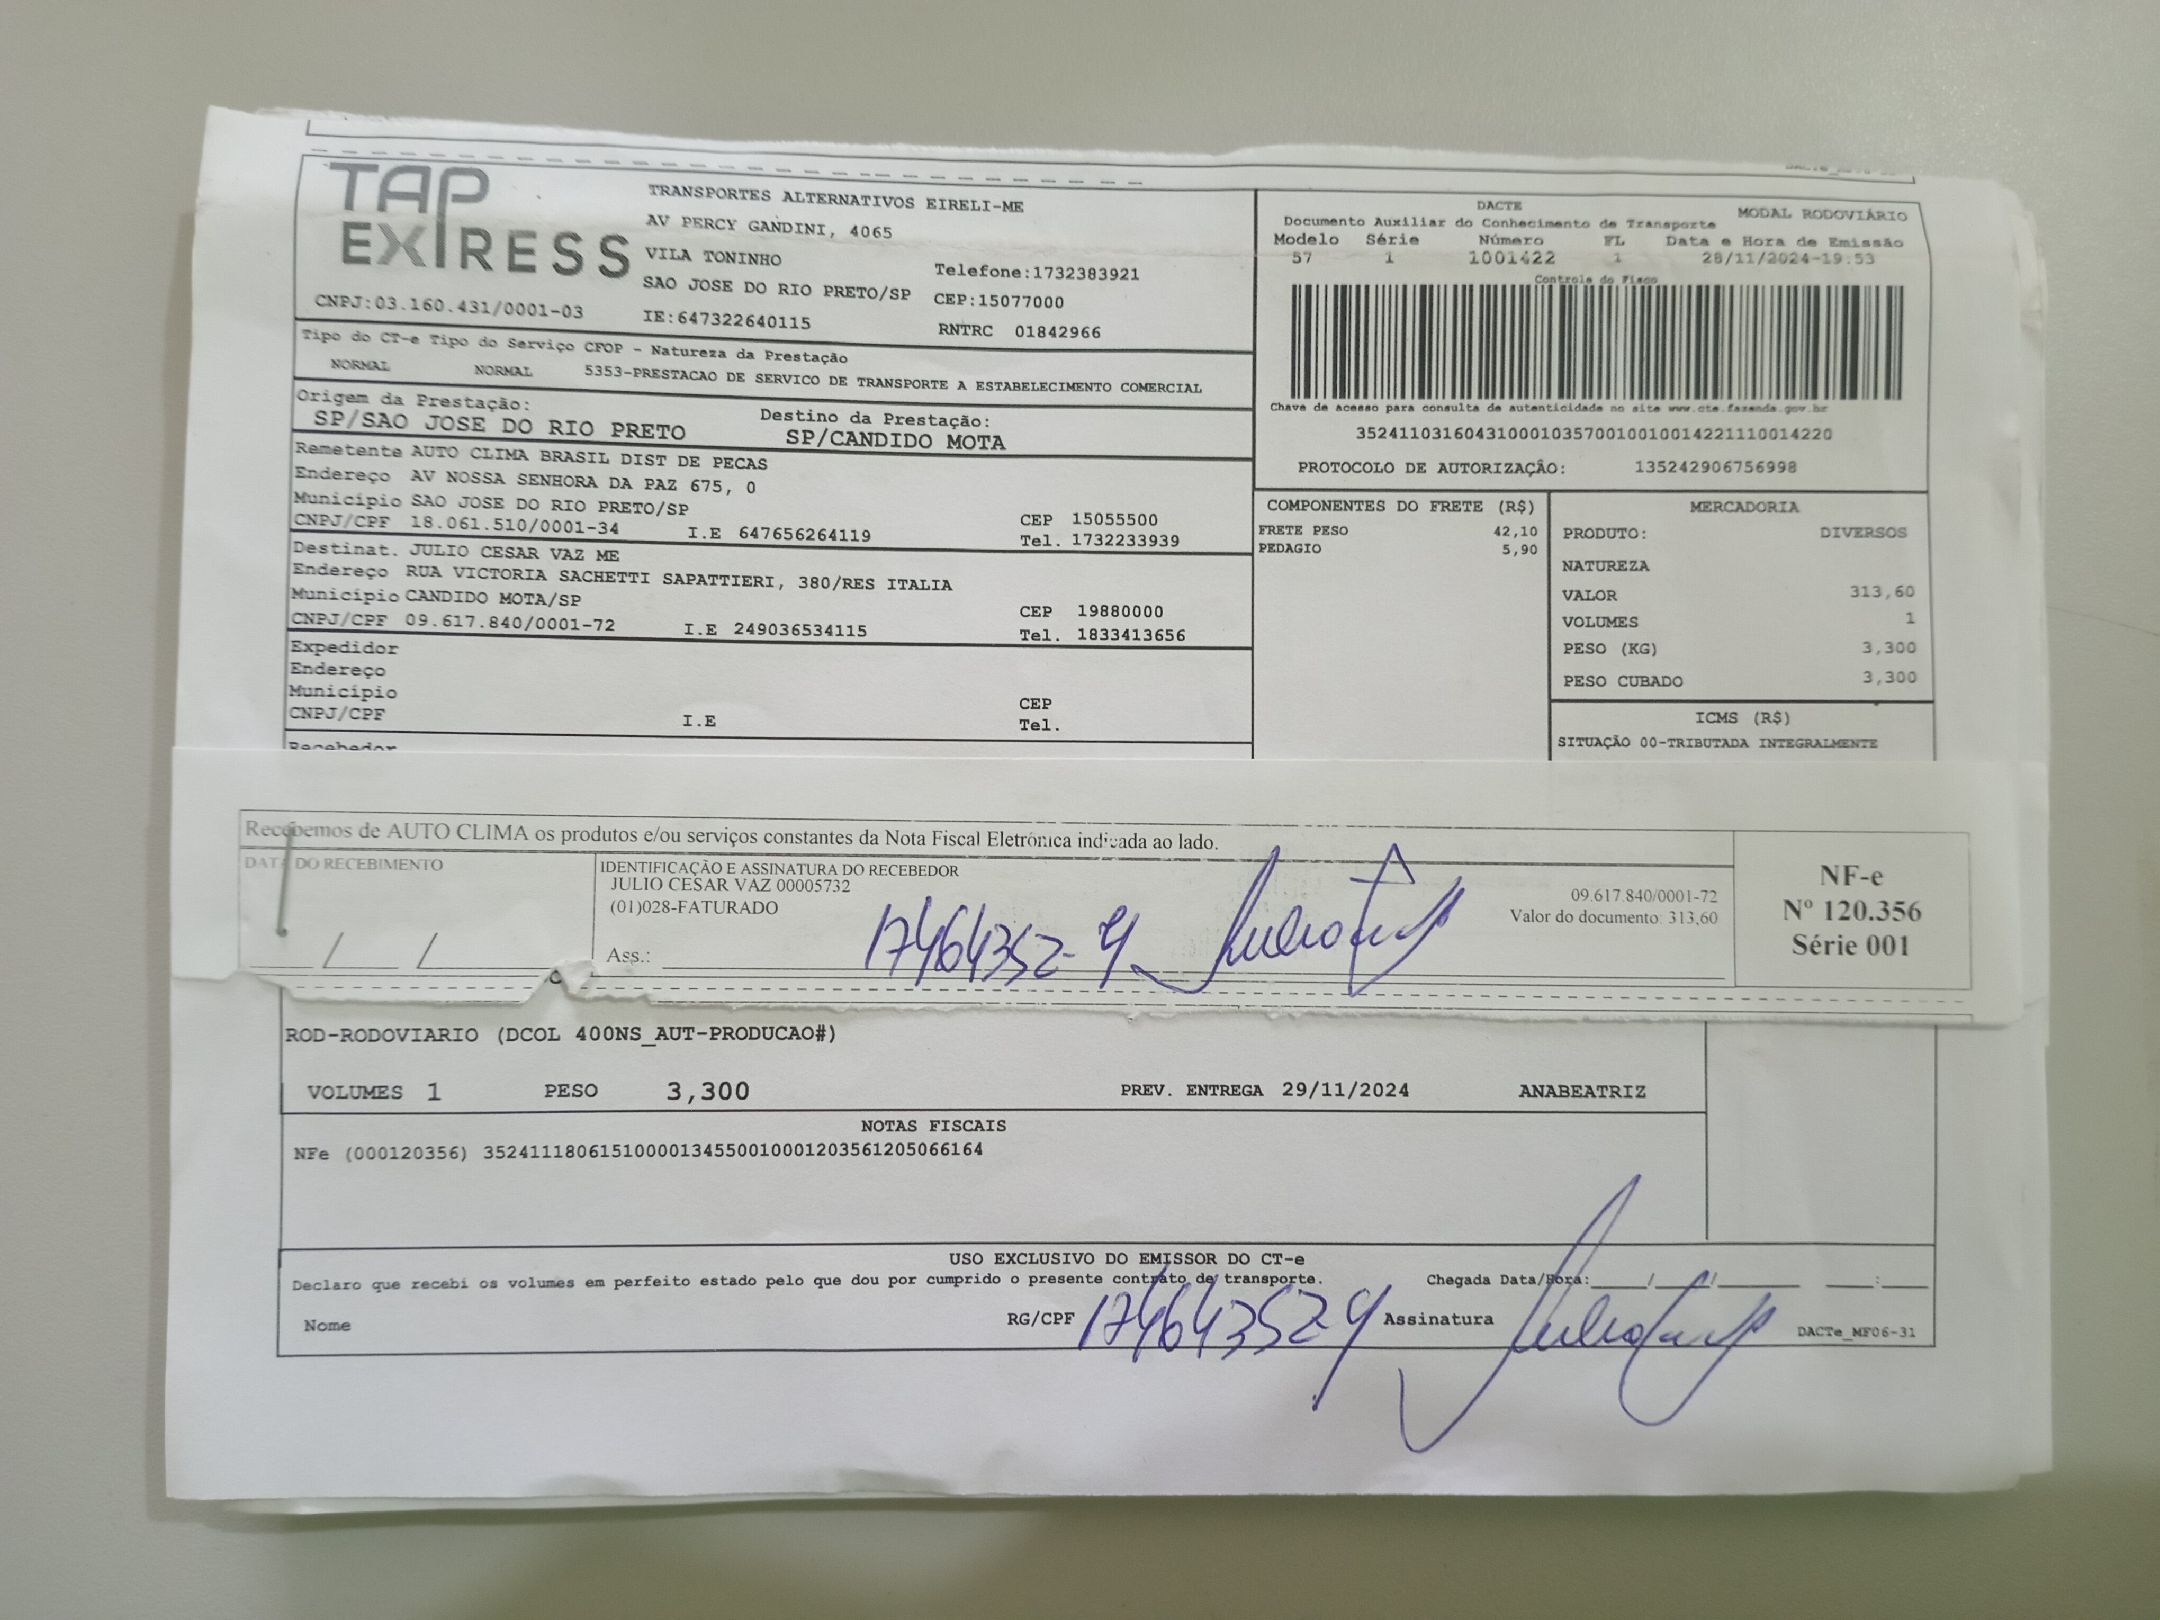 TAP EXPRESS
TRANSPORTES ALTERNATIVOS EIRELI-ME
AV PERCY GANDINI, 4065
VILA TONINHO
Telefone:1732383921
SAO JOSE DO RIO PRETO/SP CEP:15077000
CNPJ:03.160.431/0001-03 IE:647322640115 RNTRC 01842966
DACTE
Documento Auxiliar do Conhecimento de Transporte MODAL RODOVIÁRIO
Modelo Série Número FL Data e Hora de Emissão
57 1 1001422 1 28/11/2024-19:53
Controle do Fisco
Chave de acesso para consulta de autenticidade no site www.cte.fazenda.gov.br
35241103160431000103570010010014221110014220
PROTOCOLO DE AUTORIZAÇÃO: 135242906756998
Tipo do CT-e Tipo do Serviço CFOP - Natureza da Prestação
NORMAL NORMAL 5353-PRESTACAO DE SERVICO DE TRANSPORTE A ESTABELECIMENTO COMERCIAL
Origem da Prestação: Destino da Prestação:
SP/SAO JOSE DO RIO PRETO SP/CANDIDO MOTA
Remetente AUTO CLIMA BRASIL DIST DE PECAS
Endereço AV NOSSA SENHORA DA PAZ 675, 0
Município SAO JOSE DO RIO PRETO/SP CEP 15055500
CNPJ/CPF 18.061.510/0001-34 I.E 647656264119 Tel. 1732233939
Destinat. JULIO CESAR VAZ ME
Endereço RUA VICTORIA SACHETTI SAPATTIERI, 380/RES ITALIA
Município CANDIDO MOTA/SP CEP 19880000
CNPJ/CPF 09.617.840/0001-72 I.E 249036534115 Tel. 1833413656
Expedidor
Endereço
Município CEP
CNPJ/CPF I.E Tel.
Recebedor
COMPONENTES DO FRETE (R$)
FRETE PESO 42,10
PEDAGIO 5,90
MERCADORIA
PRODUTO: DIVERSOS
NATUREZA
VALOR 313,60
VOLUMES 1
PESO (KG) 3,300
PESO CUBADO 3,300
ICMS (R$)
SITUAÇÃO 00-TRIBUTADA INTEGRALMENTE
Recebemos de AUTO CLIMA os produtos e/ou serviços constantes da Nota Fiscal Eletrônica indicada ao lado.
DATA DO RECEBIMENTO IDENTIFICAÇÃO E ASSINATURA DO RECEBEDOR
JULIO CESAR VAZ 00005732 09.617.840/0001-72
(01)028-FATURADO Valor do documento: 313,60
/ / Ass.: 17464352-4
NF-e
Nº 120.356
Série 001
ROD-RODOVIARIO (DCOL 400NS_AUT-PRODUCAO#)
VOLUMES 1 PESO 3,300 PREV. ENTREGA 29/11/2024 ANABEATRIZ
NOTAS FISCAIS
NFe (000120356) 35241118061510000134550010001203561205066164
USO EXCLUSIVO DO EMISSOR DO CT-e
Declaro que recebi os volumes em perfeito estado pelo que dou por cumprido o presente contrato de transporte. Chegada Data/Hora: / / :
Nome RG/CPF 17464352-4 Assinatura DACTe_MF06-31